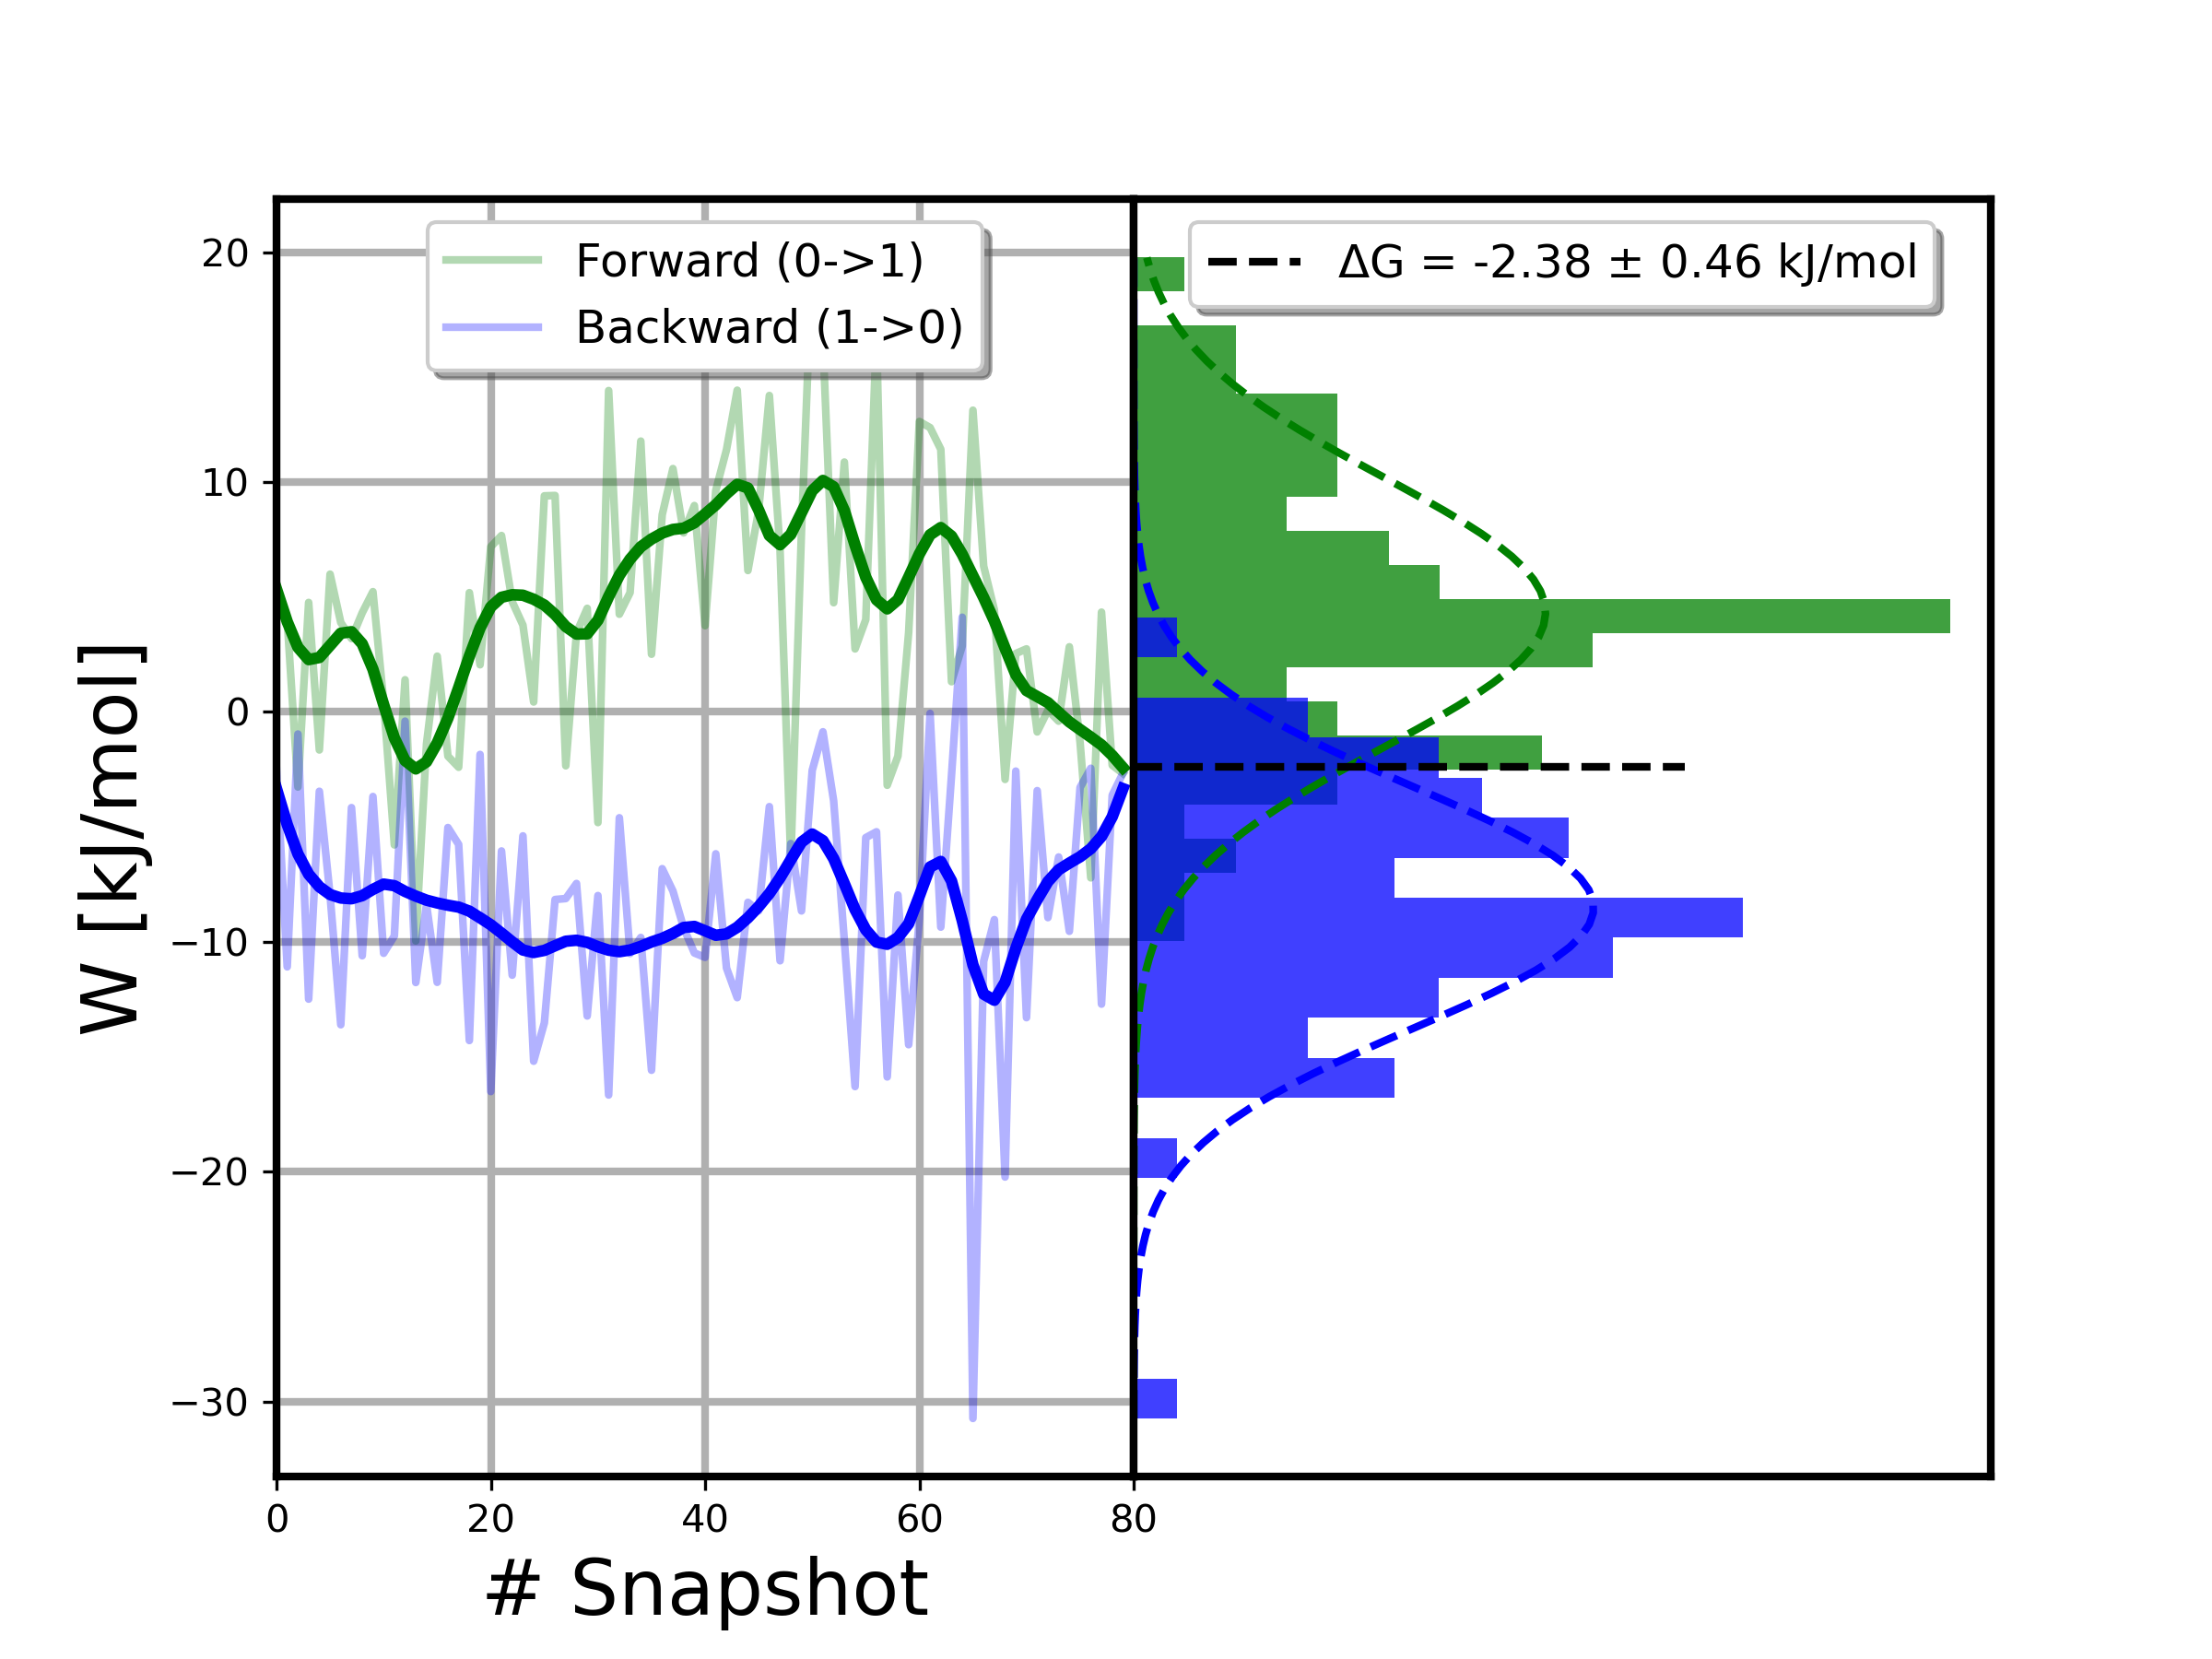 Forward (0->1)
Backward (1->0)
ΔG = -2.38 ± 0.46 kJ/mol
W [kJ/mol]
20
10
0
−10
−20
−30
0 20 40 60 80
# Snapshot